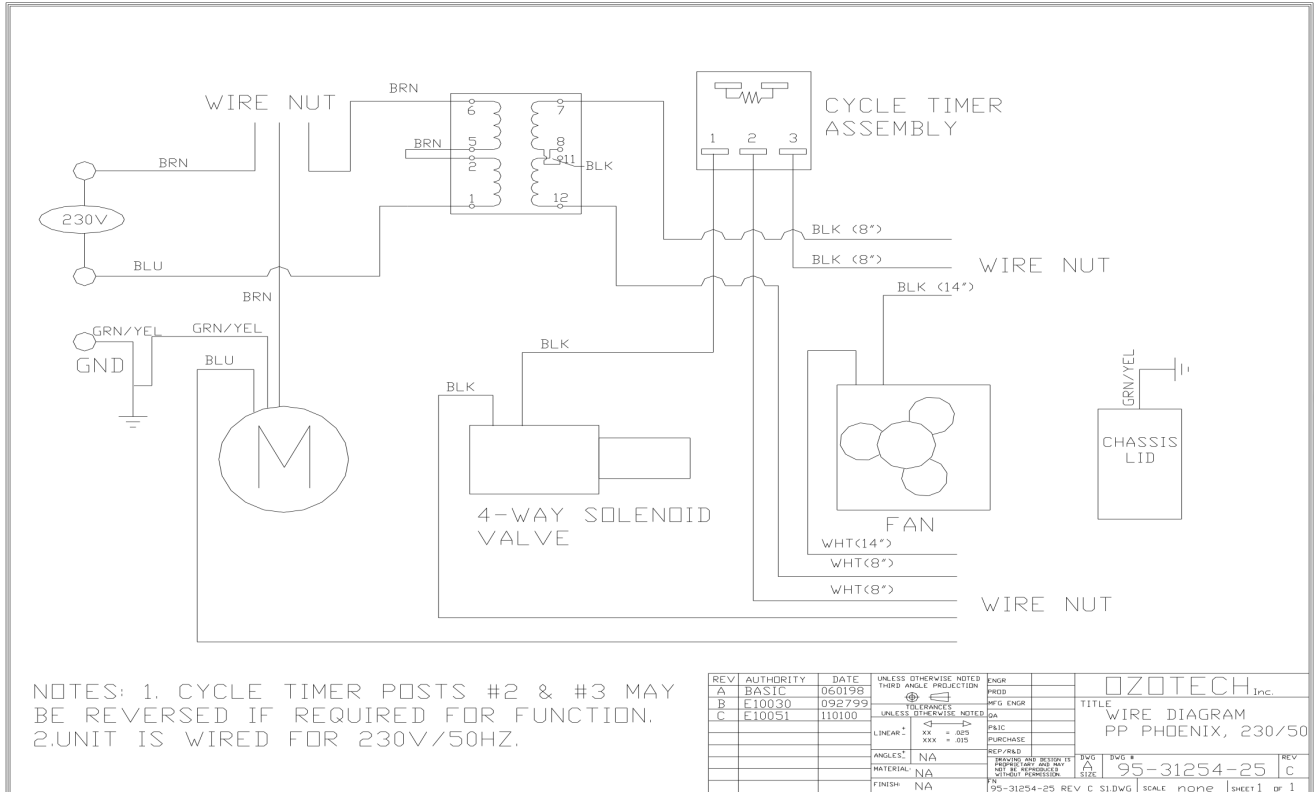 WIRE NUT
BRN
BRN
230V
BLU
BRN
BRN
6
5
2
1
7
8
11
12
BLK
CYCLE TIMER
ASSEMBLY
1 2 3
BLK (8")
BLK (8")
WIRE NUT
BLK (14")
GRN/YEL GRN/YEL
GND
BLU
M
BLK
BLK
4-WAY SOLENOID
VALVE
FAN
GRN/YEL
CHASSIS
LID
WHT(14")
WHT(8")
WHT(8")
WIRE NUT
NOTES: 1. CYCLE TIMER POSTS #2 & #3 MAY
BE REVERSED IF REQUIRED FOR FUNCTION.
2.UNIT IS WIRED FOR 230V/50HZ.
REV AUTHORITY DATE
A BASIC 060198
B E10030 092799
C E10051 110100
UNLESS OTHERWISE NOTED
THIRD ANGLE PROJECTION
TOLERANCES
UNLESS OTHERWISE NOTED
LINEAR +- XX = .025
XXX = .015
ANGLES +- NA
MATERIAL: NA
FINISH: NA
ENGR
PROD
MFG ENGR
QA
P&IC
PURCHASE
REP/R&D
DRAWING AND DESIGN IS
PROPRIETARY AND MAY
NOT BE REPRODUCED
WITHOUT PERMISSION.
OZOTECH Inc.
TITLE
WIRE DIAGRAM
PP PHOENIX, 230/50
DWG A SIZE
DWG # 95-31254-25
REV C
FN 95-31254-25 REV C S1.DWG
SCALE none
SHEET 1 OF 1